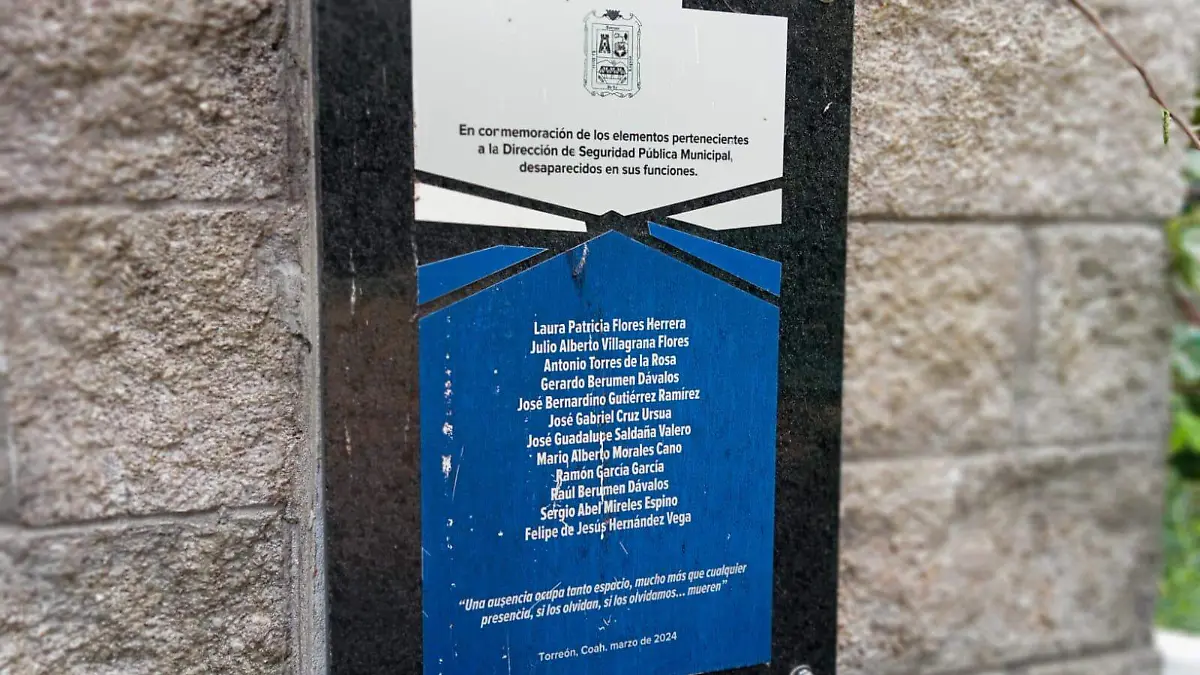 En conmemoración de los elementos pertenecientes
a la Dirección de Seguridad Pública Municipal,
desaparecidos en sus funciones.
Laura Patricia Flores Herrera
Julio Alberto Villagrana Flores
Antonio Torres de la Rosa
Gerardo Berumen Dávalos
José Bernardino Gutiérrez Ramírez
José Gabriel Cruz Ursua
José Guadalupe Saldaña Valero
Mario Alberto Morales Cano
Ramón García García
Raúl Berumen Dávalos
Sergio Abel Mireles Espino
Felipe de Jesús Hernández Vega
“Una ausencia ocupa tanto espacio, mucho más que cualquier
presencia, si los olvidan, si los olvidamos... mueren”
Torreón, Coah. marzo de 2024